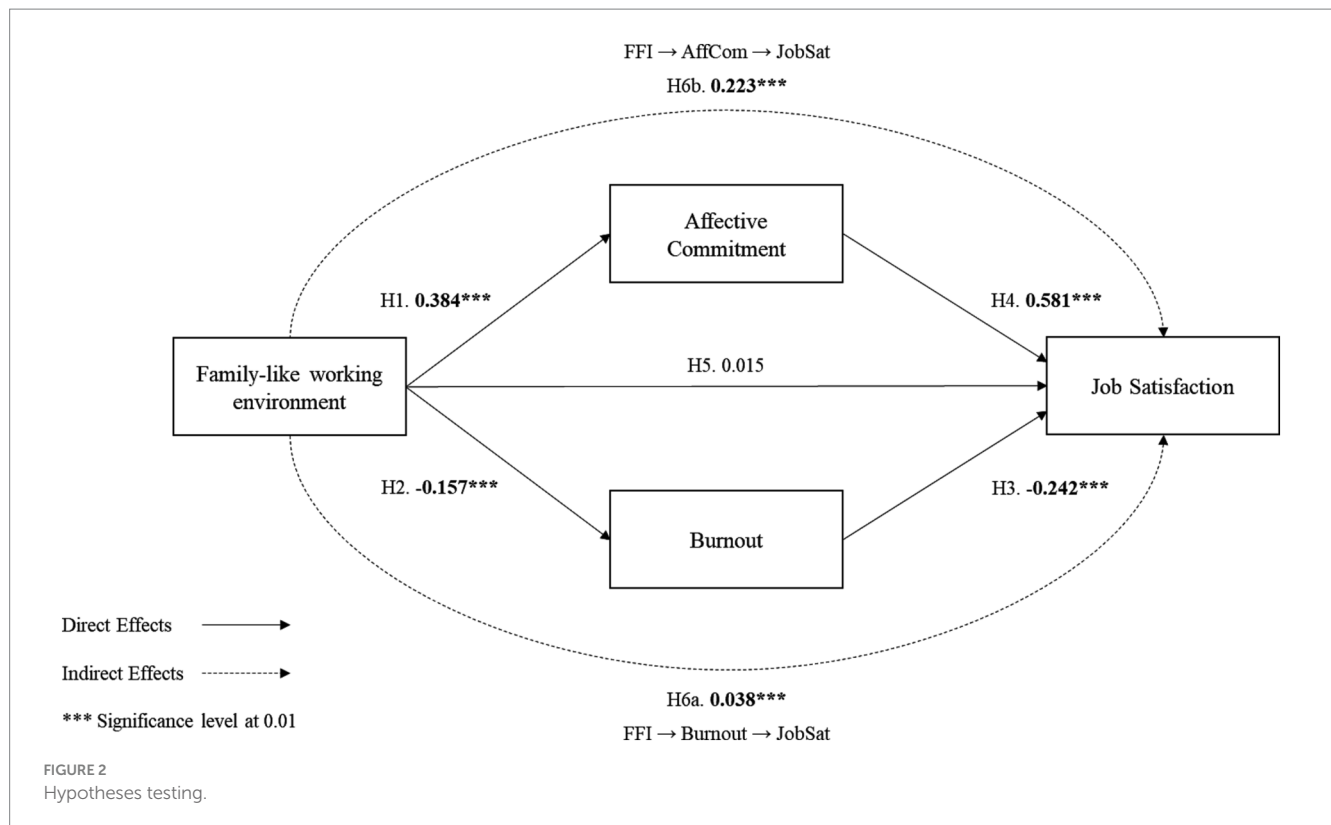 FFI → AffCom → JobSat
H6b. 0.223***
Affective
Commitment
H1. 0.384***
H4. 0.581***
Family-like working
environment
H5. 0.015
Job Satisfaction
H2. -0.157***
H3. -0.242***
Burnout
Direct Effects
Indirect Effects
*** Significance level at 0.01
H6a. 0.038***
FFI → Burnout → JobSat
FIGURE 2
Hypotheses testing.